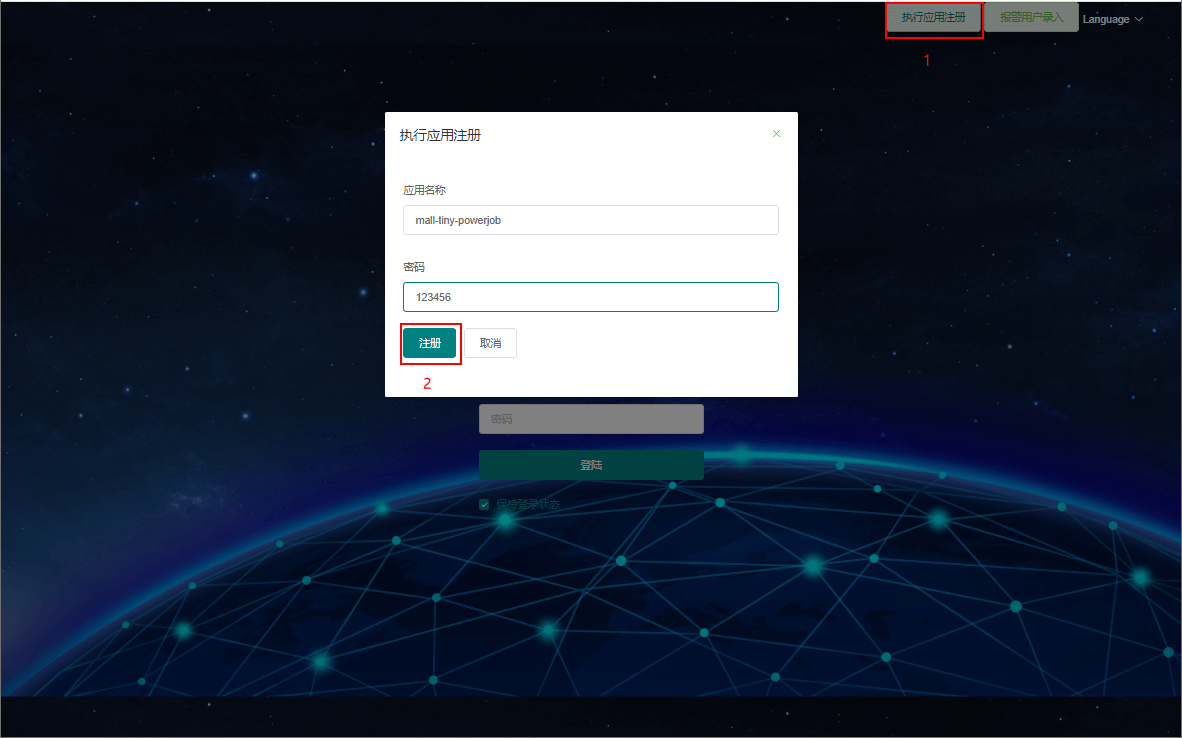 执行应用注册 报警用户录入 Language
1
执行应用注册
应用名称
mall-tiny-powerjob
密码
123456
注册 取消
2
密码
登陆
保持登录状态